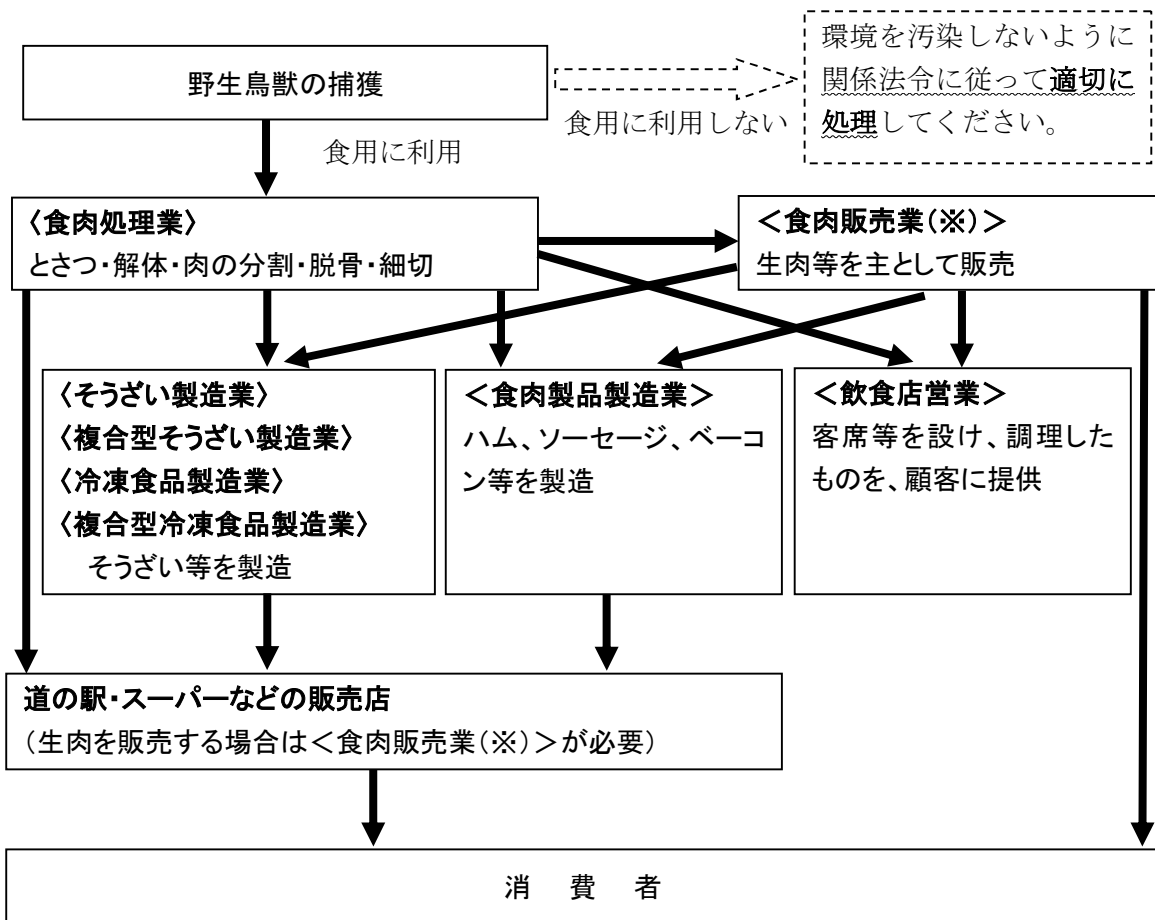 野生鳥獣の捕獲
食用に利用しない
環境を汚染しないように
関係法令に従って適切に
処理してください。
食用に利用
〈食肉処理業〉
とさつ・解体・肉の分割・脱骨・細切
＜食肉販売業(※)＞
生肉等を主として販売
〈そうざい製造業〉
〈複合型そうざい製造業〉
〈冷凍食品製造業〉
〈複合型冷凍食品製造業〉
そうざい等を製造
＜食肉製品製造業＞
ハム、ソーセージ、ベーコ
ン等を製造
＜飲食店営業＞
客席等を設け、調理した
ものを、顧客に提供
道の駅・スーパーなどの販売店
(生肉を販売する場合は＜食肉販売業(※)＞が必要)
消　費　者